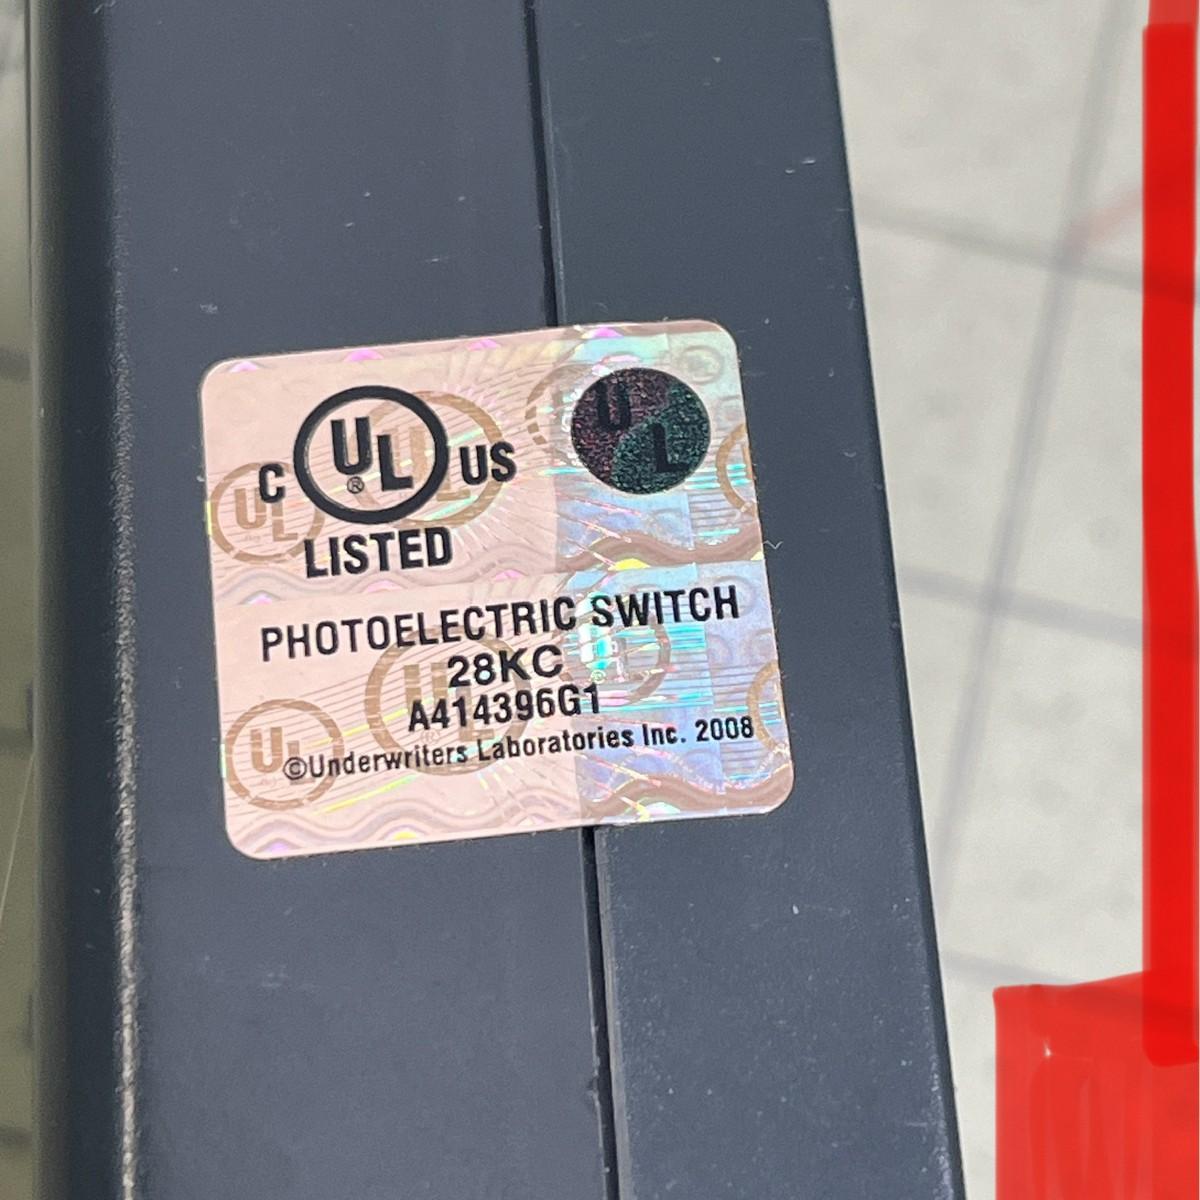 C UL® US
UL
LISTED
PHOTOELECTRIC SWITCH
28KC
A414396G1
©Underwriters Laboratories Inc. 2008